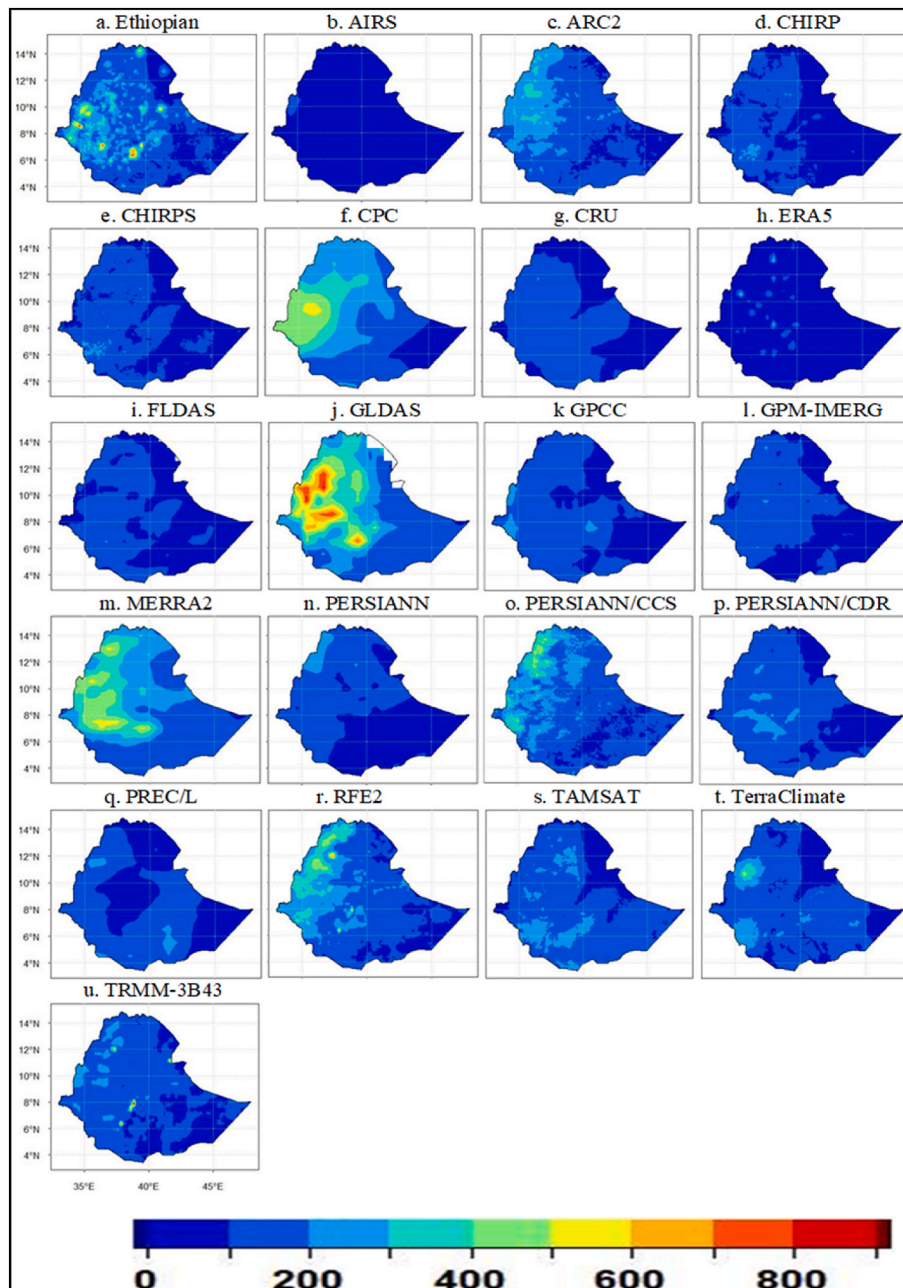 a. Ethiopian b. AIRS c. ARC2 d. CHIRP
14°N
12°N
10°N
8°N
6°N
4°N
e. CHIRPS f. CPC g. CRU h. ERA5
14°N
12°N
10°N
8°N
6°N
4°N
i. FLDAS j. GLDAS k GPCC l. GPM-IMERG
14°N
12°N
10°N
8°N
6°N
4°N
m. MERRA2 n. PERSIANN o. PERSIANN/CCS p. PERSIANN/CDR
14°N
12°N
10°N
8°N
6°N
4°N
q. PREC/L r. RFE2 s. TAMSAT t. TerraClimate
14°N
12°N
10°N
8°N
6°N
4°N
u. TRMM-3B43
14°N
12°N
10°N
8°N
6°N
4°N
35°E 40°E 45°E
0 200 400 600 800